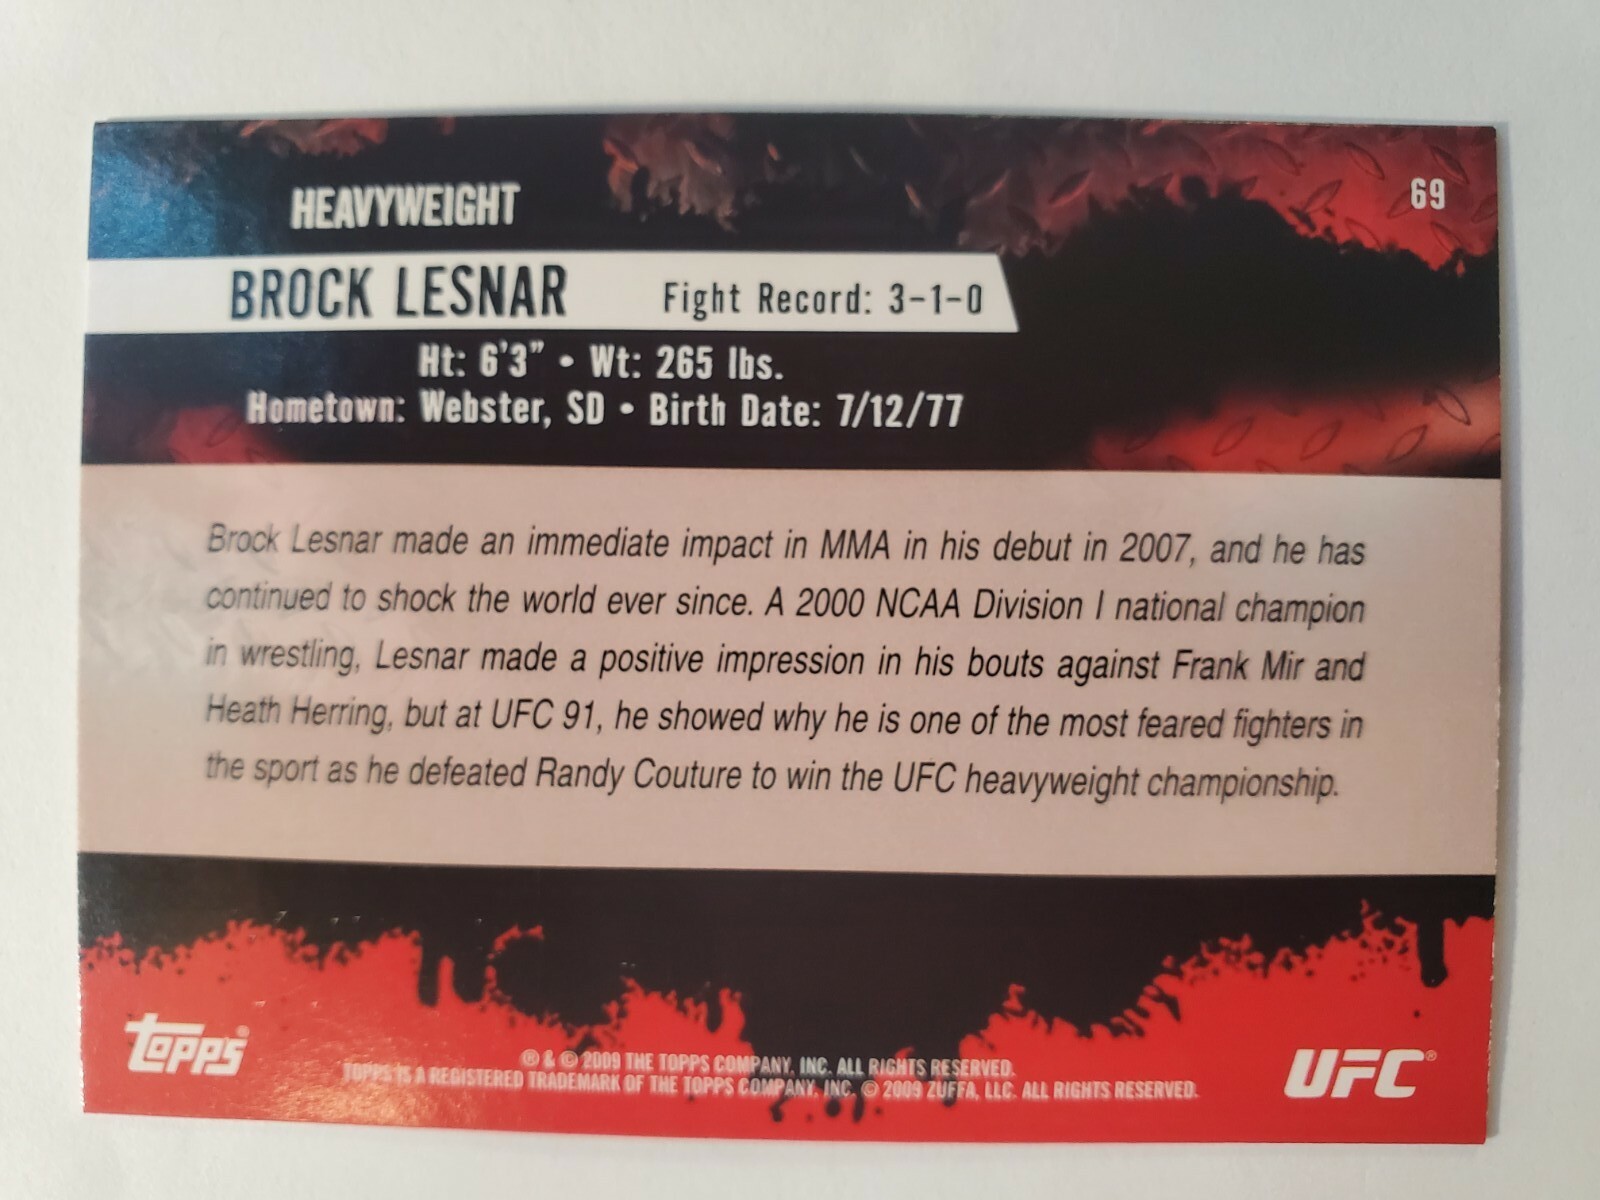 HEAVYWEIGHT
69
BROCK LESNAR Fight Record: 3-1-0
Ht: 6'3" • Wt: 265 lbs.
Hometown: Webster, SD • Birth Date: 7/12/77
Brock Lesnar made an immediate impact in MMA in his debut in 2007, and he has
continued to shock the world ever since. A 2000 NCAA Division I national champion
in wrestling, Lesnar made a positive impression in his bouts against Frank Mir and
Heath Herring, but at UFC 91, he showed why he is one of the most feared fighters in
the sport as he defeated Randy Couture to win the UFC heavyweight championship.
topps®
® & © 2009 THE TOPPS COMPANY, INC. ALL RIGHTS RESERVED.
TOPPS IS A REGISTERED TRADEMARK OF THE TOPPS COMPANY, INC. © 2009 ZUFFA, LLC. ALL RIGHTS RESERVED.
UFC®